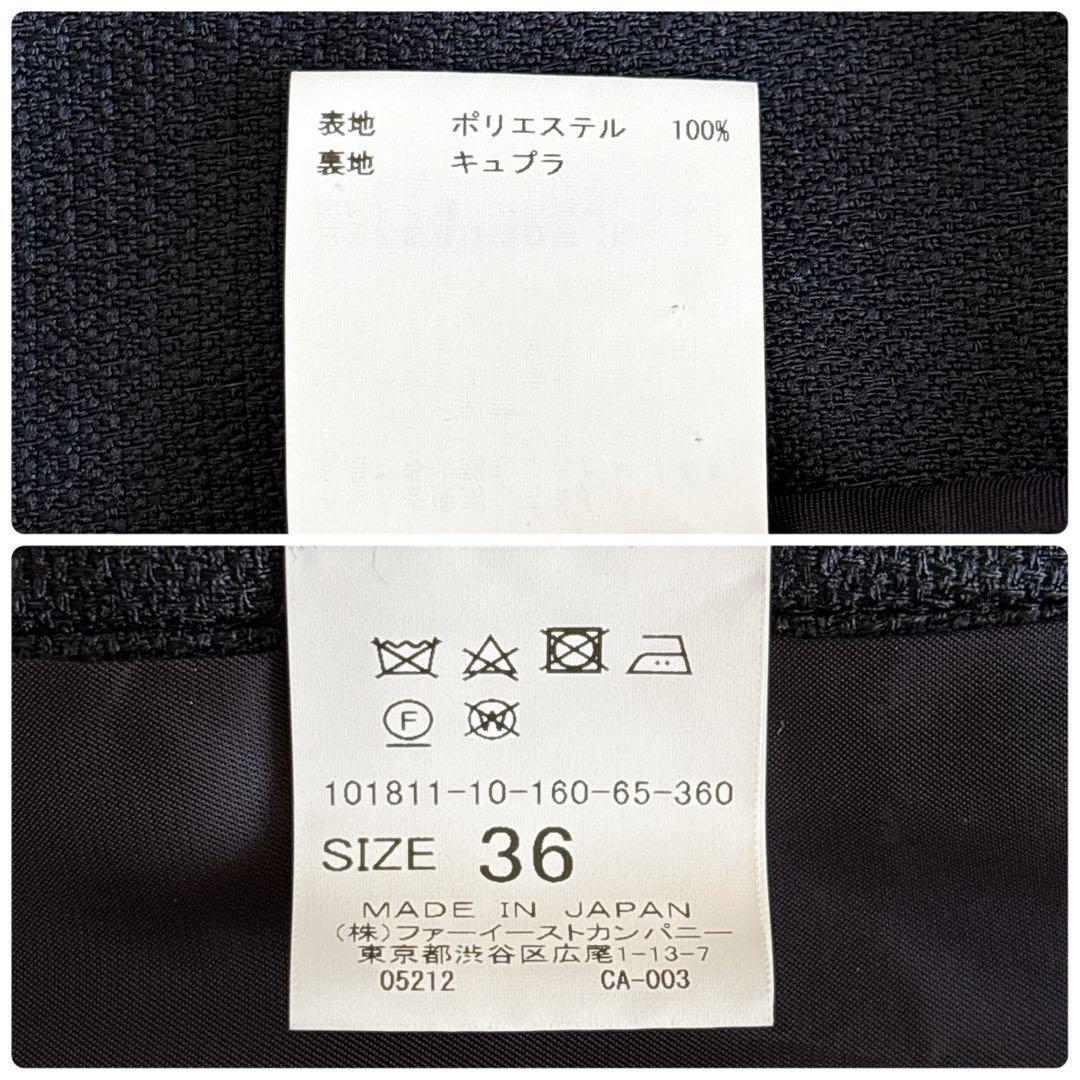 表地 ポリエステル 100%
裏地 キュプラ
F
W
101811-10-160-65-360
SIZE 36
MADE IN JAPAN
(株)ファーイーストカンパニー
東京都渋谷区広尾1-13-7
05212 CA-003